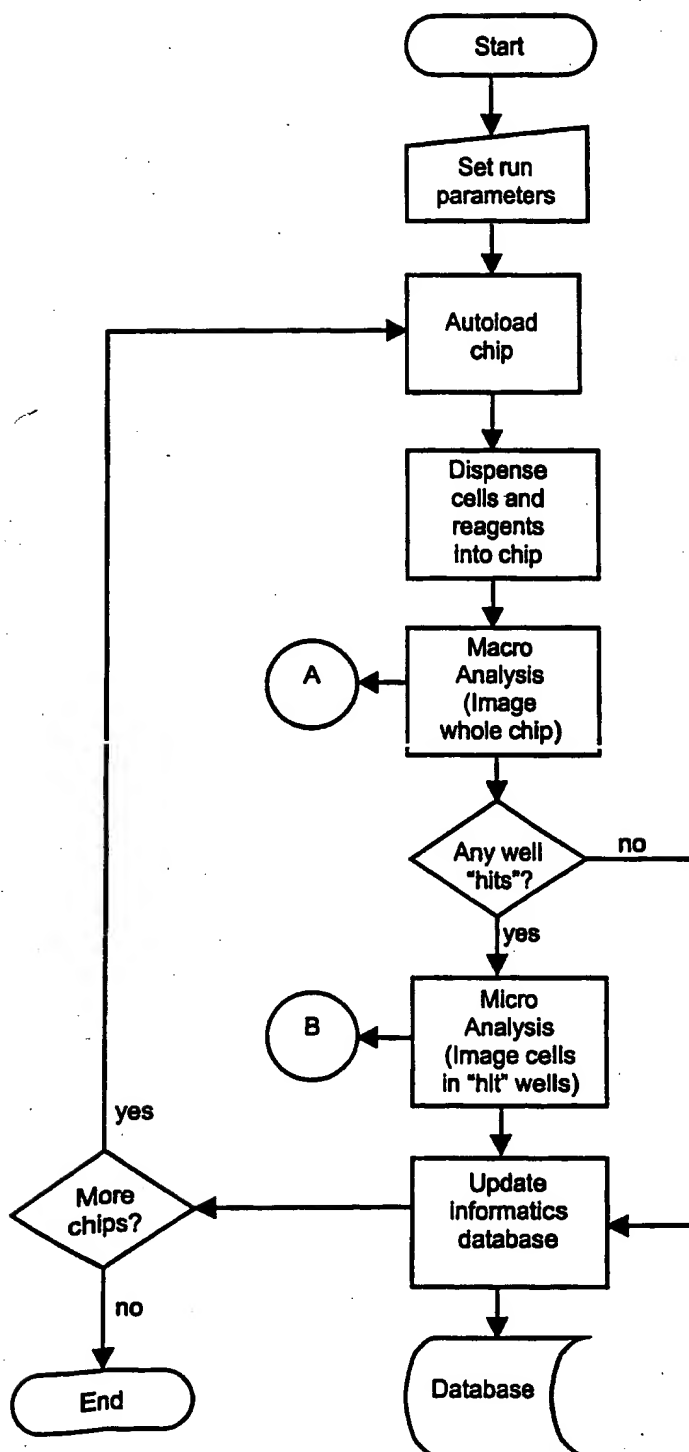 Start
Set run
parameters
Autoload
chip
Dispense
cells and
reagents
into chip
A
Macro
Analysis
(Image
whole chip)
Any well
"hits"?
no
yes
B
Micro
Analysis
(Image cells
in "hit" wells)
yes
More
chips?
Update
informatics
database
no
End
Database